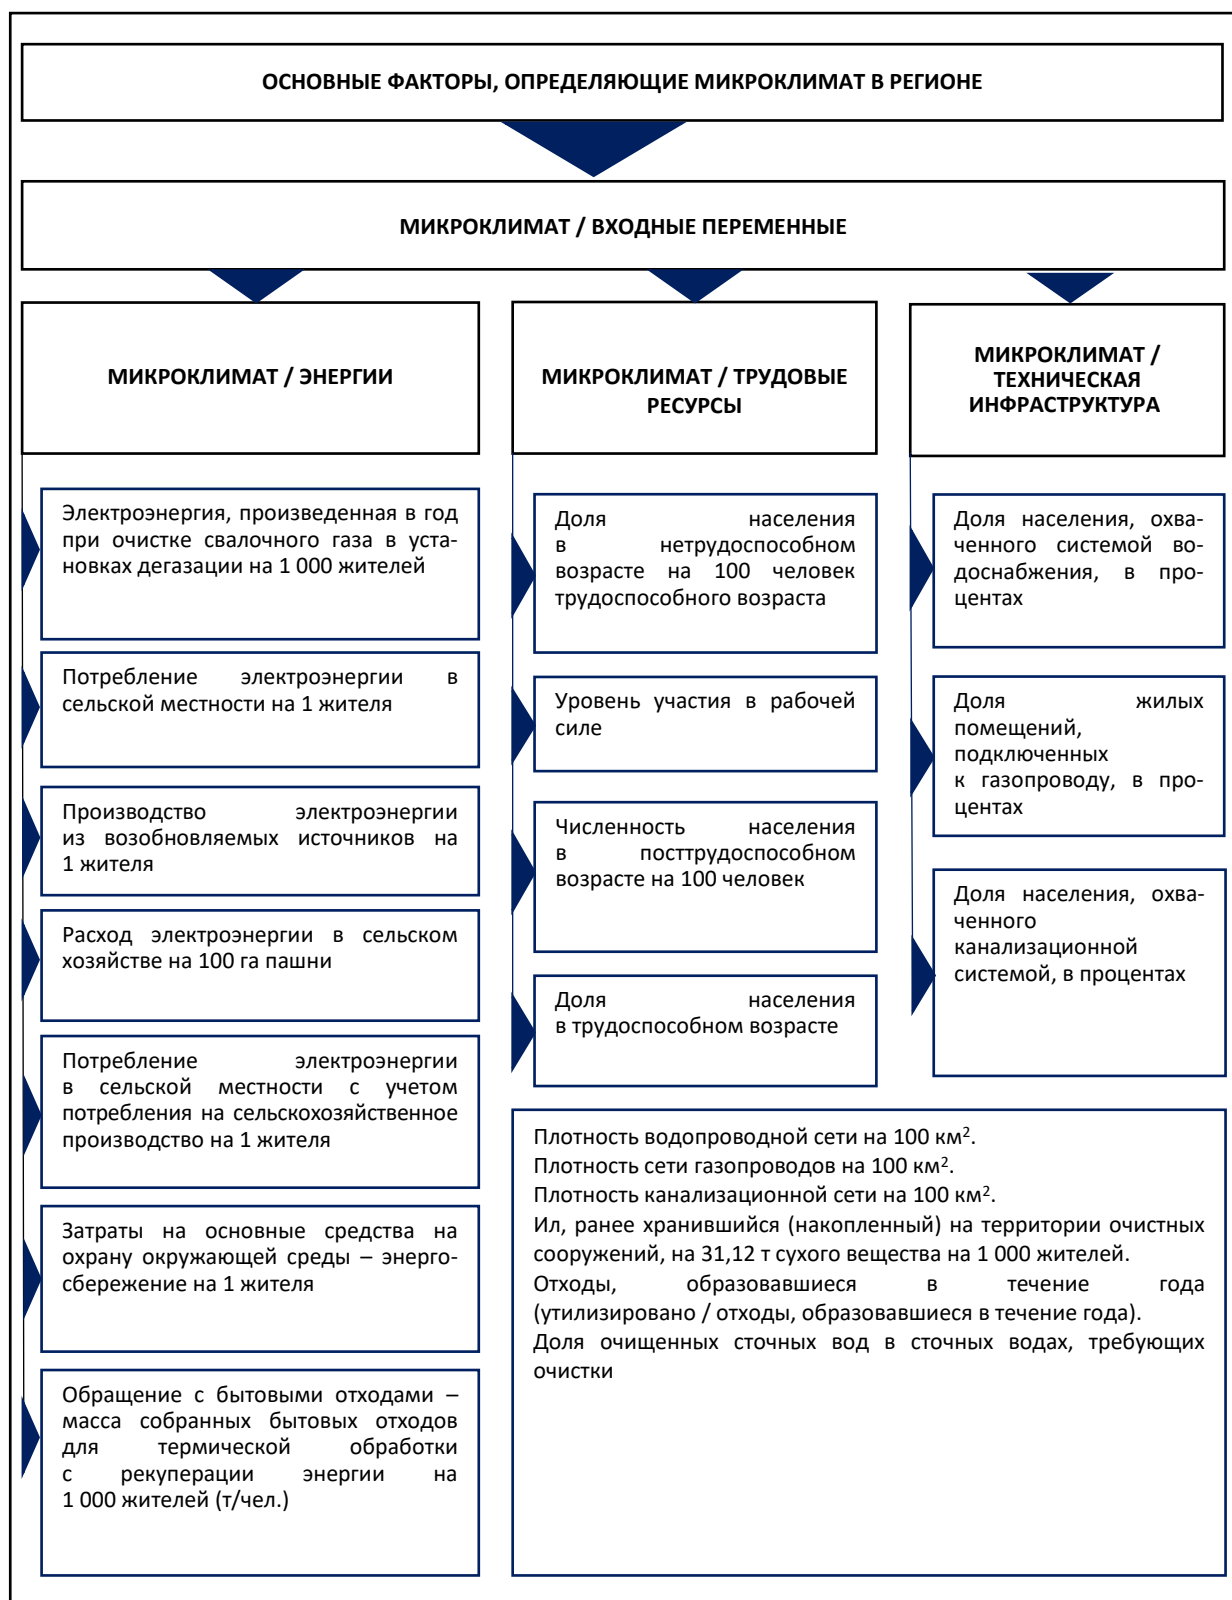 ОСНОВНЫЕ ФАКТОРЫ, ОПРЕДЕЛЯЮЩИЕ МИКРОКЛИМАТ В РЕГИОНЕ
МИКРОКЛИМАТ / ВХОДНЫЕ ПЕРЕМЕННЫЕ
МИКРОКЛИМАТ / ЭНЕРГИИ
Электроэнергия, произведенная в год
при очистке свалочного газа в уста-
новках дегазации на 1 000 жителей
Потребление электроэнергии в
сельской местности на 1 жителя
Производство электроэнергии
из возобновляемых источников на
1 жителя
Расход электроэнергии в сельском
хозяйстве на 100 га пашни
Потребление электроэнергии
в сельской местности с учетом
потребления на сельскохозяйственное
производство на 1 жителя
Затраты на основные средства на
охрану окружающей среды – энерго-
сбережение на 1 жителя
Обращение с бытовыми отходами –
масса собранных бытовых отходов
для термической обработки
с рекуперации энергии на
1 000 жителей (т/чел.)
МИКРОКЛИМАТ / ТРУДОВЫЕ
РЕСУРСЫ
Доля населения
в нетрудоспособном
возрасте на 100 человек
трудоспособного возраста
Уровень участия в рабочей
силе
Численность населения
в посттрудоспособном
возрасте на 100 человек
Доля населения
в трудоспособном возрасте
МИКРОКЛИМАТ /
ТЕХНИЧЕСКАЯ
ИНФРАСТРУКТУРА
Доля населения, охва-
ченного системой во-
доснабжения, в про-
центах
Доля жилых
помещений,
подключенных
к газопроводу, в про-
центах
Доля населения, охва-
ченного
канализационной
системой, в процентах
Плотность водопроводной сети на 100 км².
Плотность сети газопроводов на 100 км².
Плотность канализационной сети на 100 км².
Ил, ранее хранившийся (накопленный) на территории очистных
сооружений, на 31,12 т сухого вещества на 1 000 жителей.
Отходы, образовавшиеся в течение года
(утилизировано / отходы, образовавшиеся в течение года).
Доля очищенных сточных вод в сточных водах, требующих
очистки